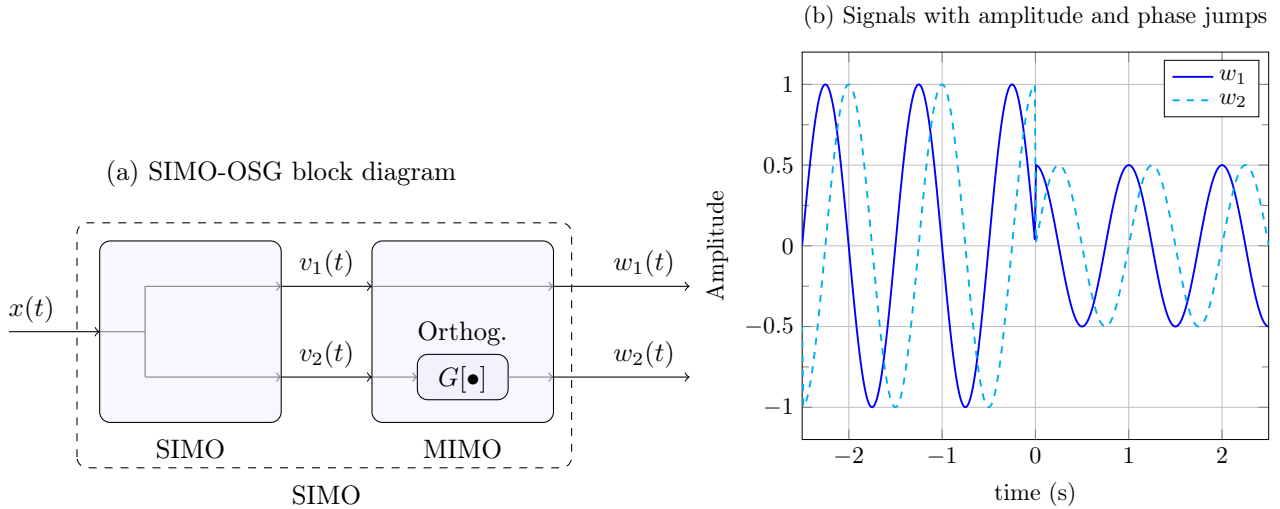 (a) SIMO-OSG block diagram
x(t)
v₁(t)
w₁(t)
Orthog.
v₂(t)
G[•]
w₂(t)
SIMO
MIMO
SIMO
(b) Signals with amplitude and phase jumps
w₁
w₂
Amplitude
1
0.5
0
−0.5
−1
−2 −1 0 1 2
time (s)